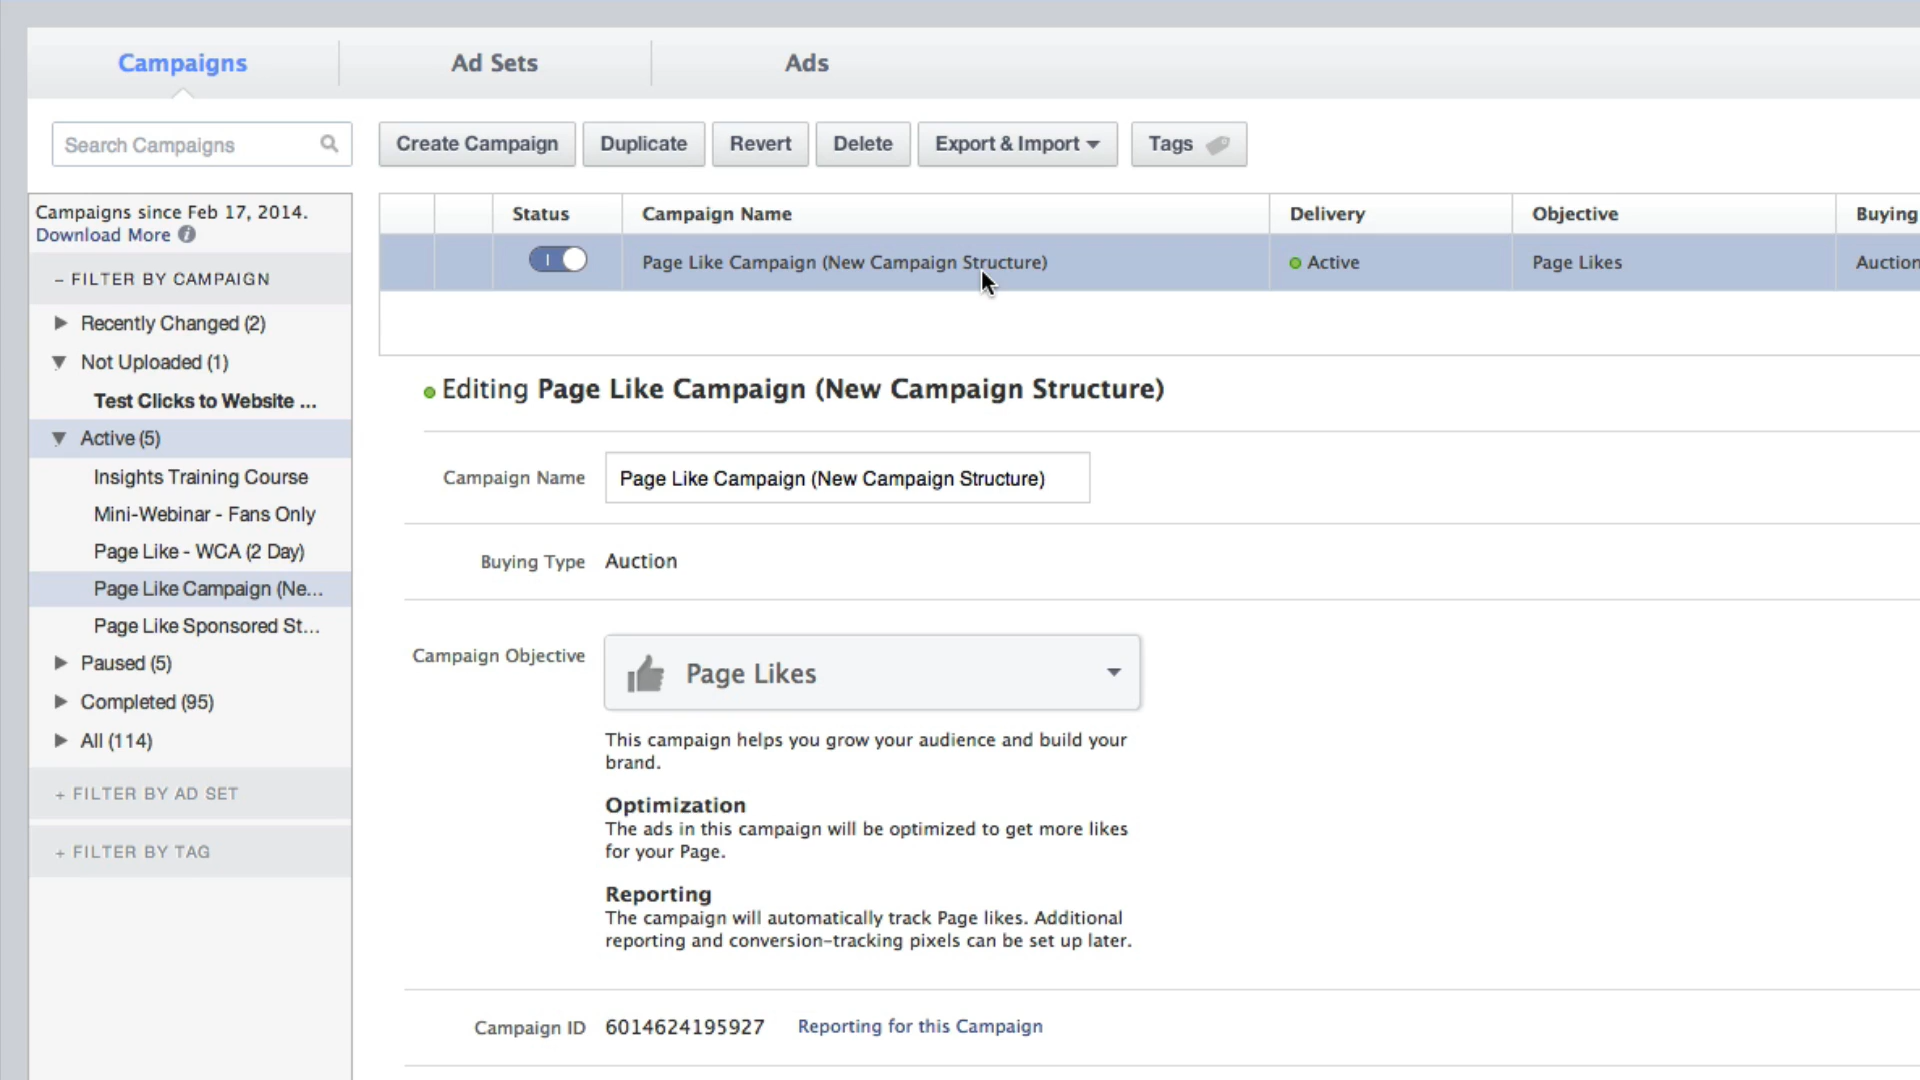 Campaigns
Ad Sets
Ads
Search Campaigns
Create Campaign
Duplicate
Revert
Delete
Export & Import
Tags
Campaigns since Feb 17, 2014.
Download More
– FILTER BY CAMPAIGN
Recently Changed (2)
Not Uploaded (1)
Test Clicks to Website ...
Active (5)
Insights Training Course
Mini-Webinar - Fans Only
Page Like - WCA (2 Day)
Page Like Campaign (Ne...
Page Like Sponsored St...
Paused (5)
Completed (95)
All (114)
+ FILTER BY AD SET
+ FILTER BY TAG
Status
Campaign Name
Delivery
Objective
Buying
Page Like Campaign (New Campaign Structure)
Active
Page Likes
Auction
Editing Page Like Campaign (New Campaign Structure)
Campaign Name
Page Like Campaign (New Campaign Structure)
Buying Type
Auction
Campaign Objective
Page Likes
This campaign helps you grow your audience and build your
brand.
Optimization
The ads in this campaign will be optimized to get more likes
for your Page.
Reporting
The campaign will automatically track Page likes. Additional
reporting and conversion-tracking pixels can be set up later.
Campaign ID
6014624195927
Reporting for this Campaign